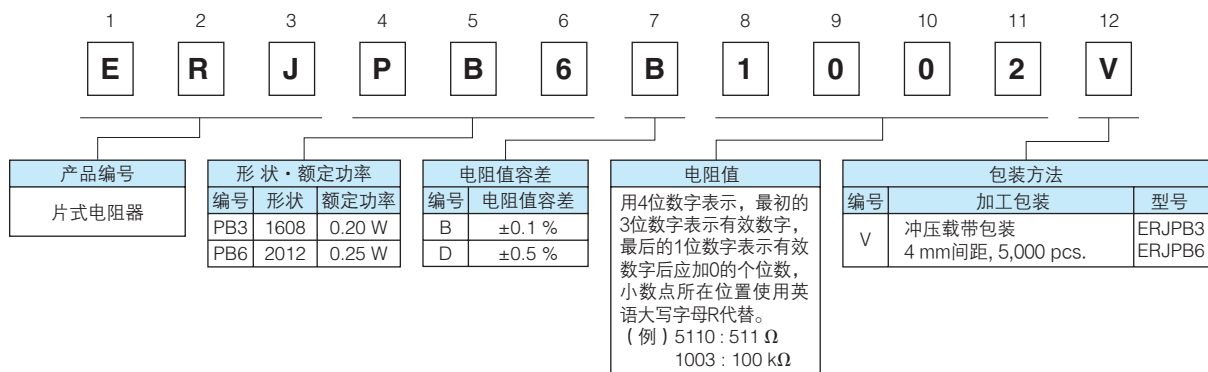 1 2 3 4 5 6 7 8 9 10 11 12
E R J P B 6 B 1 0 0 2 V
产品编号
片式电阻器
形 状・额定功率
编号 形状 额定功率
PB3 1608 0.20 W
PB6 2012 0.25 W
电阻值容差
编号 电阻值容差
B ±0.1 %
D ±0.5 %
电阻值
用4位数字表示，最初的
3位数字表示有效数字，
最后的1位数字表示有效
数字后应加0的个位数，
小数点所在位置使用英
语大写字母R代替。
（例）5110 : 511 Ω
1003 : 100 kΩ
包装方法
编号 加工包装 型号
V
冲压载带包装
4 mm间距, 5,000 pcs.
ERJPB3
ERJPB6